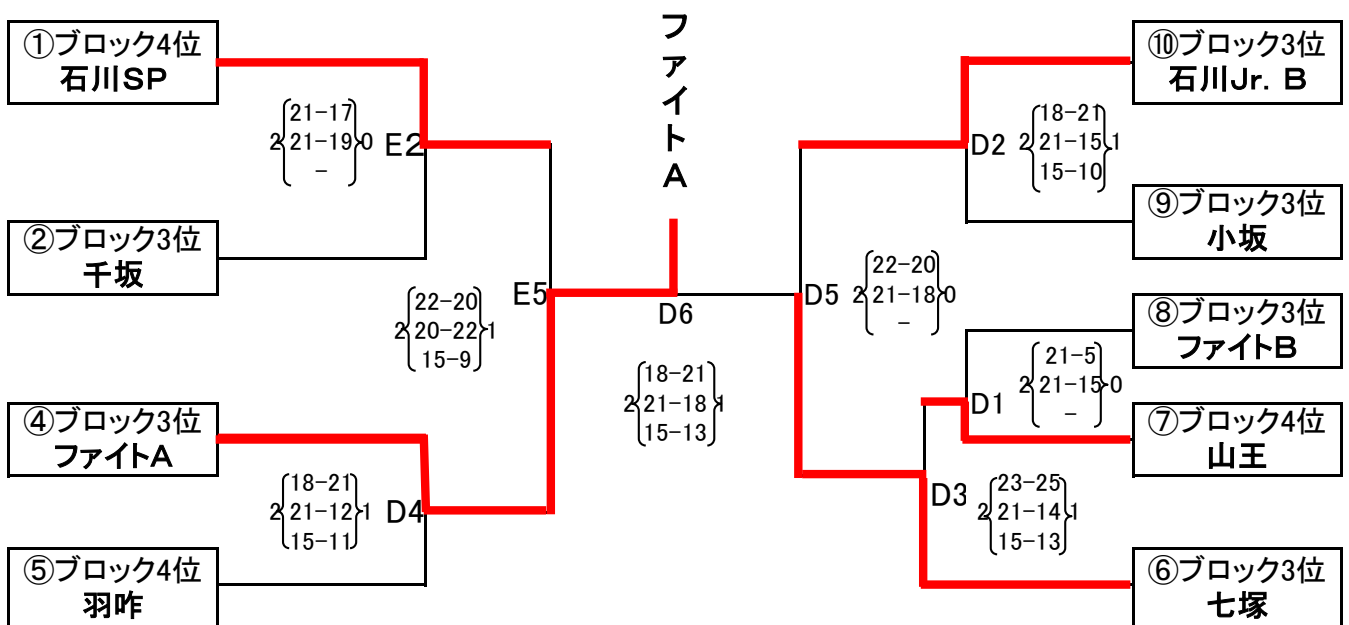 ファイトA
①ブロック4位
石川SP
21-17
2 21-19 0
-
E2
②ブロック3位
千坂
E5
22-20
2 20-22 1
15-9
④ブロック3位
ファイトA
18-21
2 21-12 1
15-11
D4
⑤ブロック4位
羽咋
D6
18-21
2 21-18 1
15-13
⑩ブロック3位
石川Jr. B
D2
18-21
2 21-15 1
15-10
⑨ブロック3位
小坂
D5
22-20
2 21-18 0
-
⑧ブロック3位
ファイトB
D1
21-5
2 21-15 0
-
⑦ブロック4位
山王
D3
23-25
2 21-14 1
15-13
⑥ブロック3位
七塚